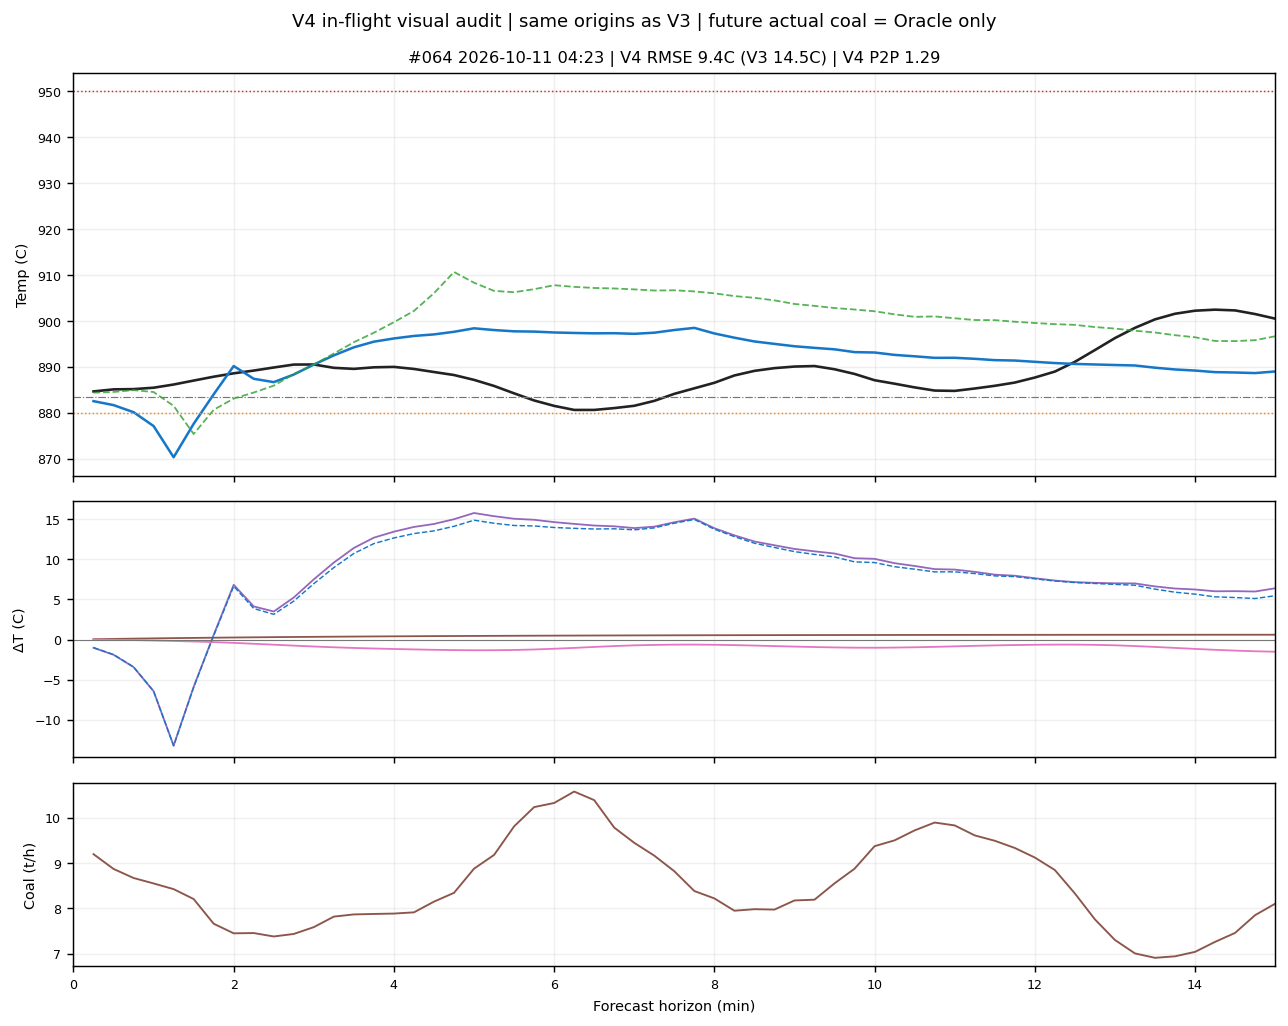 V4 in-flight visual audit | same origins as V3 | future actual coal = Oracle only
#064 2026-10-11 04:23 | V4 RMSE 9.4C (V3 14.5C) | V4 P2P 1.29
950
940
930
920
910
900
890
880
870
Temp (C)
15
10
5
0
−5
−10
ΔT (C)
10
9
8
7
Coal (t/h)
0 2 4 6 8 10 12 14
Forecast horizon (min)